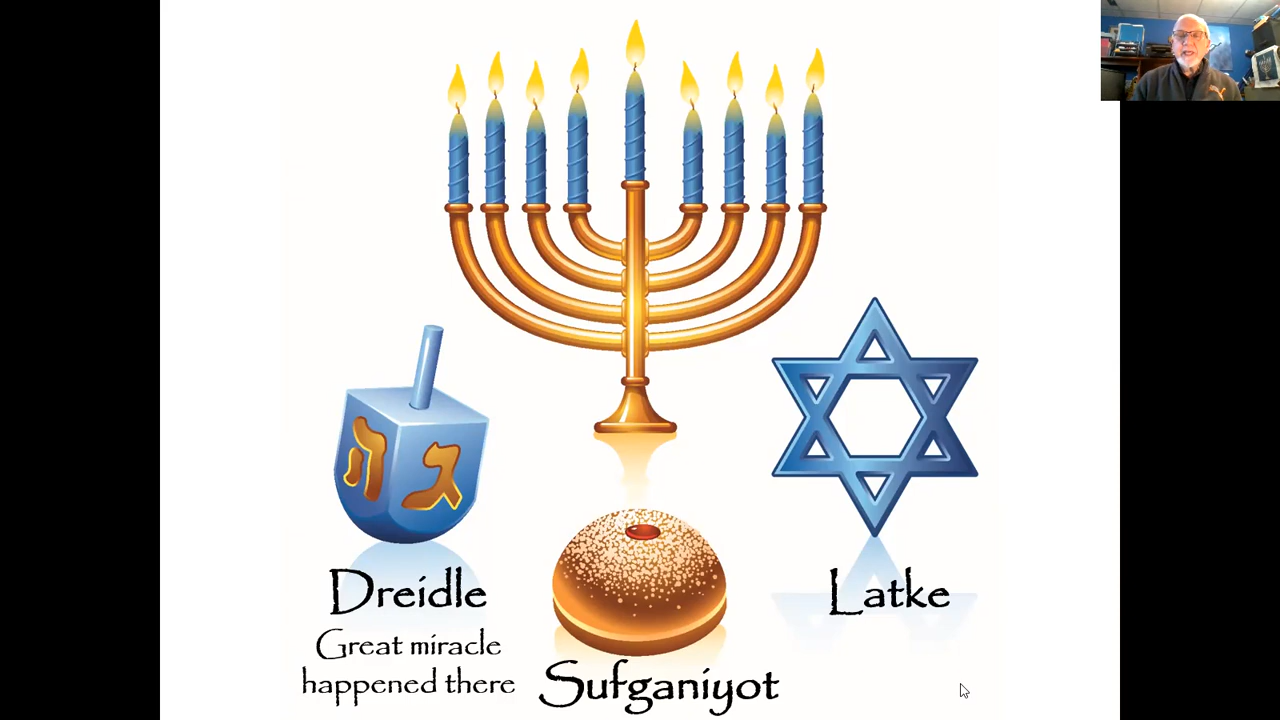 ה ג
Dreidle
Great miracle
happened there
Sufganiyot
Latke